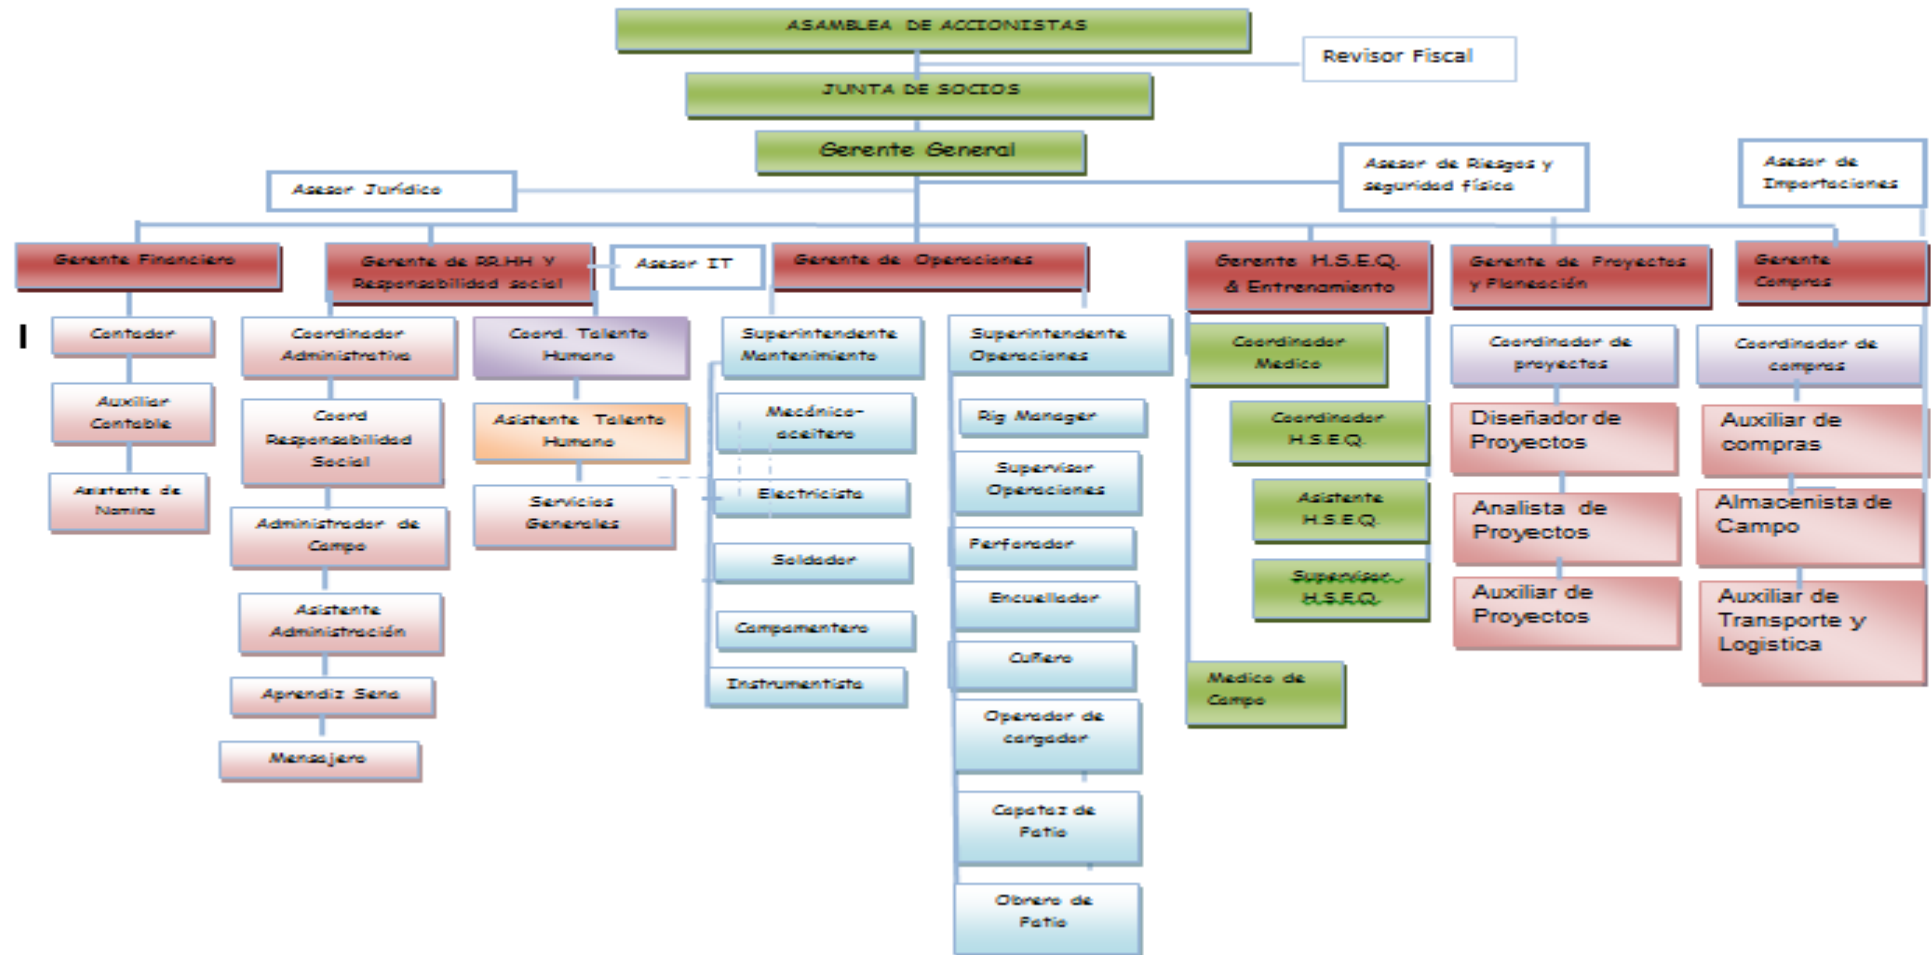 ASAMBLEA DE ACCIONISTAS
Revisor Fiscal
JUNTA DE SOCIOS
Gerente General
Asesor Jurídico
Asesor de Riesgos y
seguridad física
Asesor de
Importaciones
Gerente Financiero
Gerente de RR.HH Y
Responsabilidad social
Asesor IT
Gerente de Operaciones
Gerente H.S.E.Q.
& Entrenamiento
Gerente de Proyectos
y Planeación
Gerente
Compras
I
Contador
Auxiliar
Contable
Asistente de
Nomina
Coordinador
Administrativa
Coord
Responsabilidad
Social
Administrador de
Campo
Asistente
Administración
Aprendiz Sena
Mensajero
Coord. Talento
Humano
Asistente Talento
Humano
Servicios
Generales
Superintendente
Mantenimiento
Mecánico-
aceitero
Electricista
Soldador
Campamentero
Instrumentista
Superintendente
Operaciones
Rig Manager
Supervisor
Operaciones
Perforador
Encuellador
Cuñero
Operador de
cargador
Capataz de
Patio
Obrero de
Patio
Coordinador
Medico
Coordinador
H.S.E.Q.
Asistente
H.S.E.Q.
Supervisor
H.S.E.Q.
Medico de
Campo
Coordinador de
proyectos
Diseñador de
Proyectos
Analista de
Proyectos
Auxiliar de
Proyectos
Coordinador de
compras
Auxiliar de
compras
Almacenista de
Campo
Auxiliar de
Transporte y
Logistica